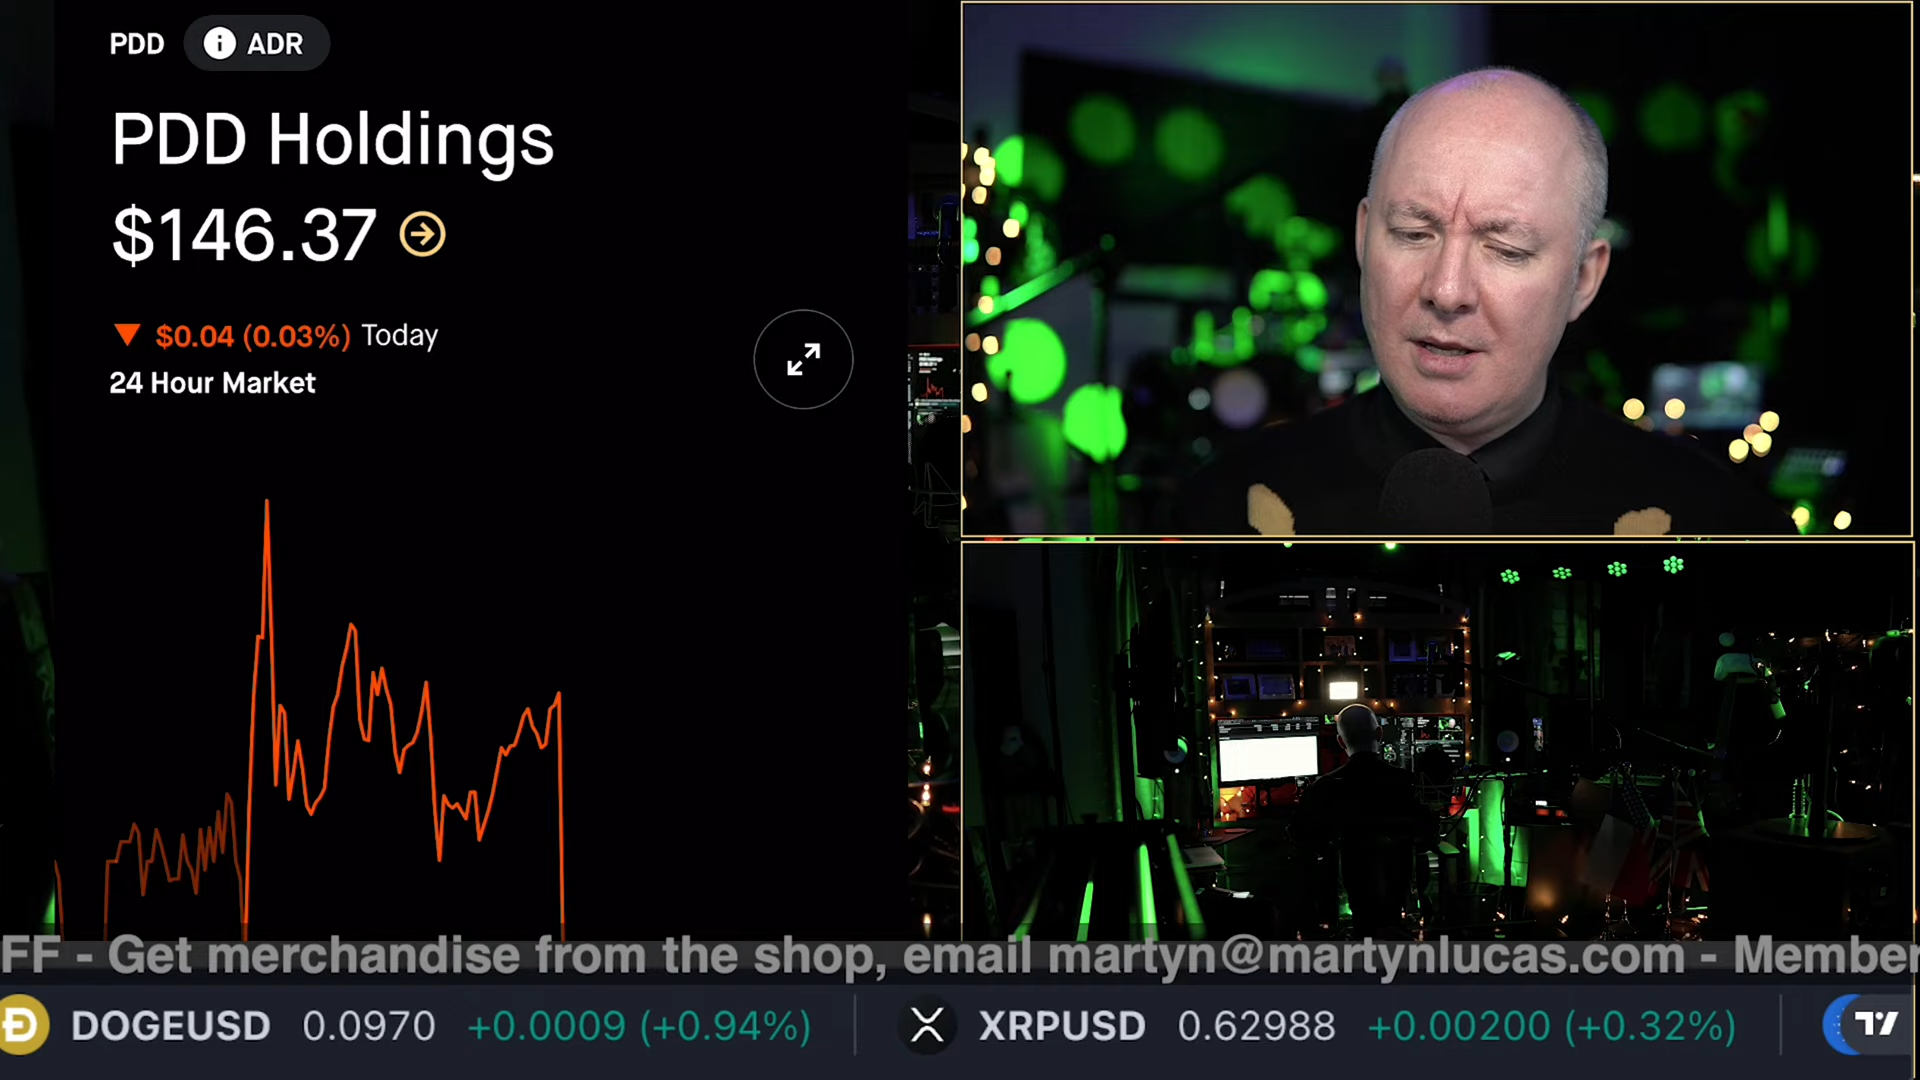 PDD
ADR
PDD Holdings
$146.37
$0.04 (0.03%) Today
24 Hour Market
FF - Get merchandise from the shop, email martyn@martynlucas.com - Member
DOGEUSD 0.0970 +0.0009 (+0.94%)
XRPUSD 0.62988 +0.00200 (+0.32%)